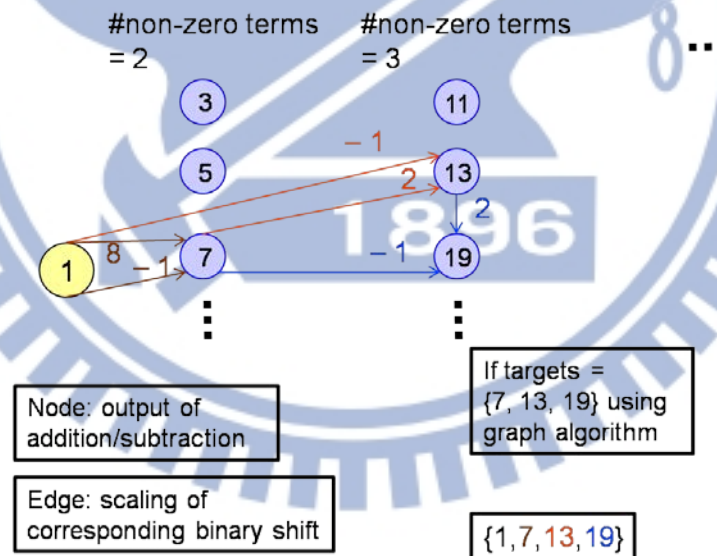 #non-zero terms
= 2
#non-zero terms
= 3
3
11
5
13
1
7
19
– 1
2
8
– 1
2
– 1
1896
8
Node: output of
addition/subtraction
Edge: scaling of
corresponding binary shift
If targets =
{7, 13, 19} using
graph algorithm
{1,7,13,19}